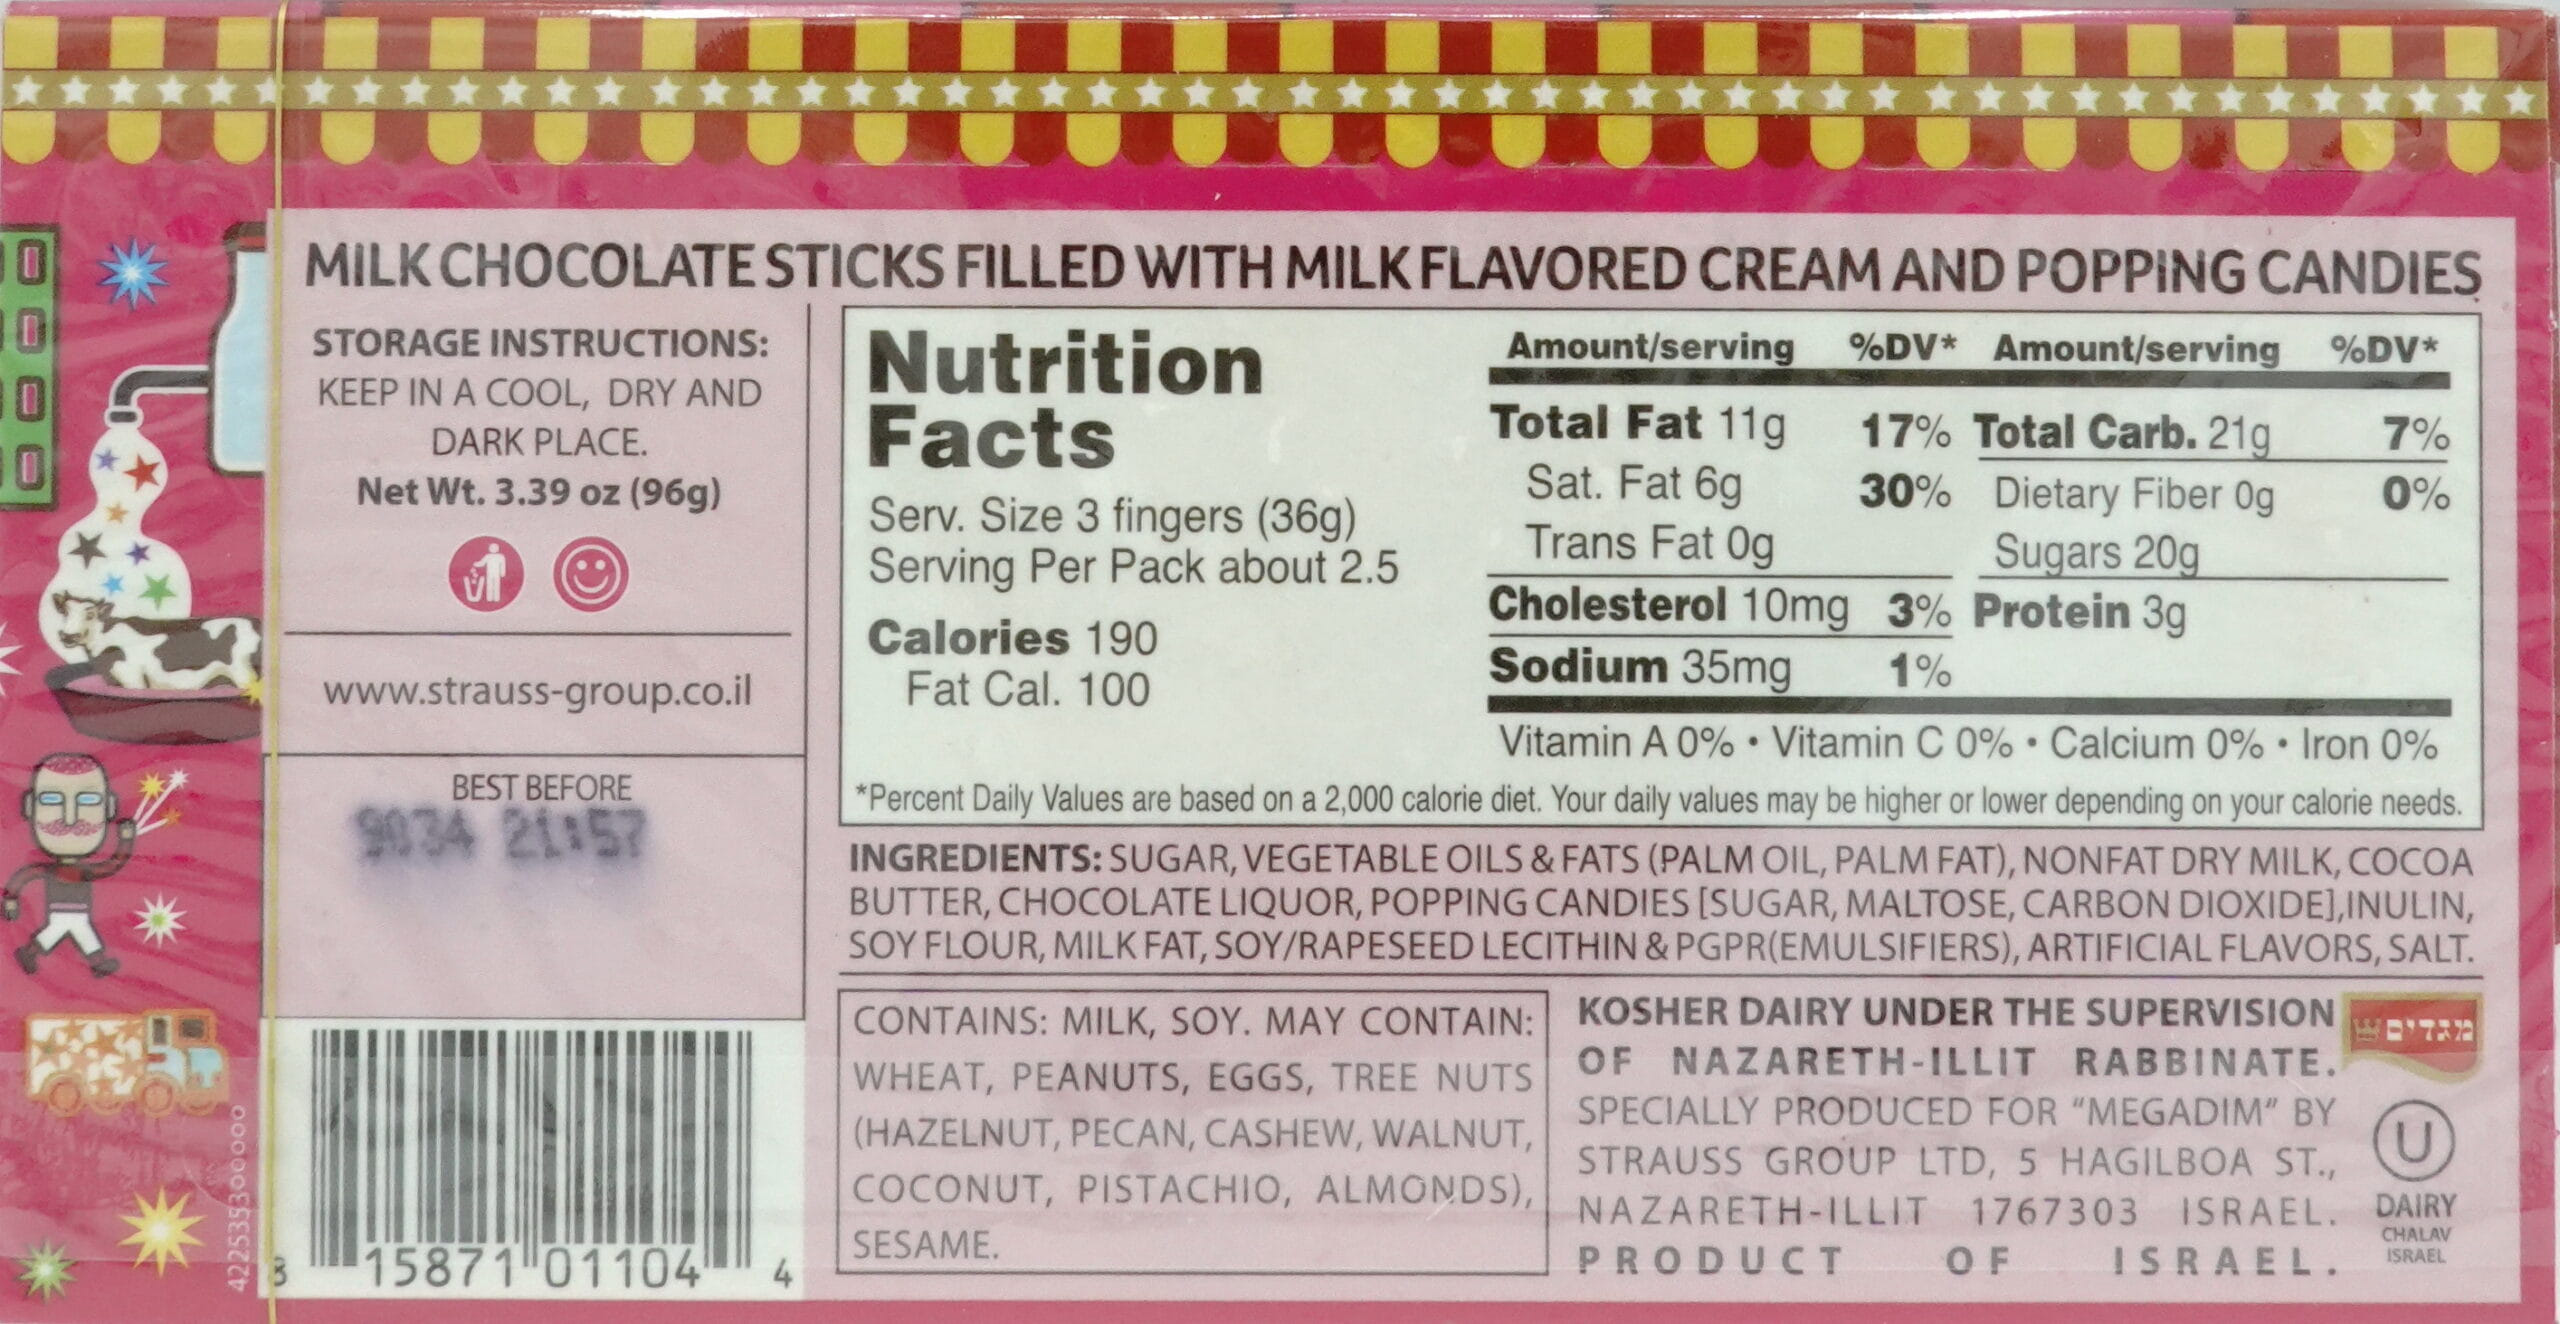 MILK CHOCOLATE STICKS FILLED WITH MILK FLAVORED CREAM AND POPPING CANDIES
STORAGE INSTRUCTIONS:
KEEP IN A COOL, DRY AND
DARK PLACE.
Net Wt. 3.39 oz (96g)
www.strauss-group.co.il
BEST BEFORE
9034 21:57
8 15871 01104 4
422535300000
Nutrition
Facts
Serv. Size 3 fingers (36g)
Serving Per Pack about 2.5
Calories 190
Fat Cal. 100
Amount/serving %DV* Amount/serving %DV*
Total Fat 11g 17% Total Carb. 21g 7%
Sat. Fat 6g 30% Dietary Fiber 0g 0%
Trans Fat 0g Sugars 20g
Cholesterol 10mg 3% Protein 3g
Sodium 35mg 1%
Vitamin A 0% • Vitamin C 0% • Calcium 0% • Iron 0%
*Percent Daily Values are based on a 2,000 calorie diet. Your daily values may be higher or lower depending on your calorie needs.
INGREDIENTS: SUGAR, VEGETABLE OILS & FATS (PALM OIL, PALM FAT), NONFAT DRY MILK, COCOA
BUTTER, CHOCOLATE LIQUOR, POPPING CANDIES [SUGAR, MALTOSE, CARBON DIOXIDE],INULIN,
SOY FLOUR, MILK FAT, SOY/RAPESEED LECITHIN & PGPR(EMULSIFIERS), ARTIFICIAL FLAVORS, SALT.
CONTAINS: MILK, SOY. MAY CONTAIN:
WHEAT, PEANUTS, EGGS, TREE NUTS
(HAZELNUT, PECAN, CASHEW, WALNUT,
COCONUT, PISTACHIO, ALMONDS),
SESAME.
KOSHER DAIRY UNDER THE SUPERVISION
OF NAZARETH-ILLIT RABBINATE.
SPECIALLY PRODUCED FOR "MEGADIM" BY
STRAUSS GROUP LTD, 5 HAGILBOA ST.,
NAZARETH-ILLIT 1767303 ISRAEL.
PRODUCT OF ISRAEL.
מגדים
U
DAIRY
CHALAV
ISRAEL